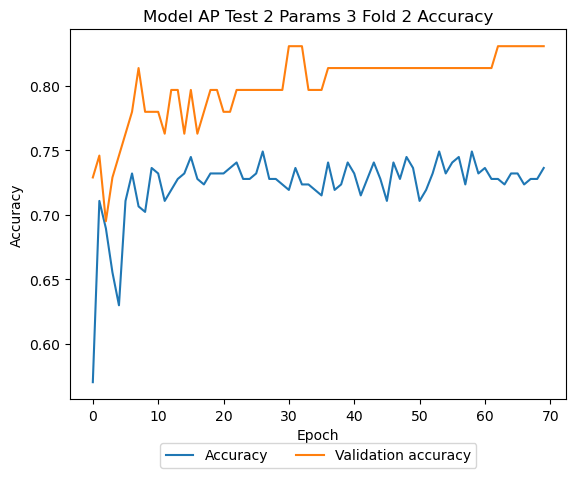 Model AP Test 2 Params 3 Fold 2 Accuracy
Accuracy
0.80
0.75
0.70
0.65
0.60
0 10 20 30 40 50 60 70
Epoch
Accuracy Validation accuracy